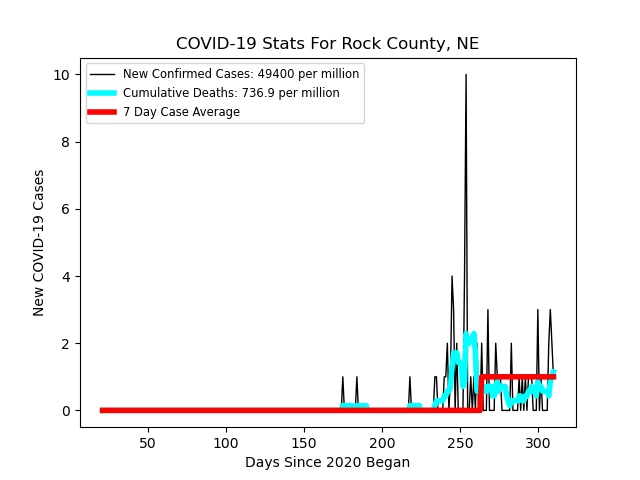 COVID-19 Stats For Rock County, NE
New Confirmed Cases: 49400 per million
Cumulative Deaths: 736.9 per million
7 Day Case Average
New COVID-19 Cases
10
8
6
4
2
0
50 100 150 200 250 300
Days Since 2020 Began